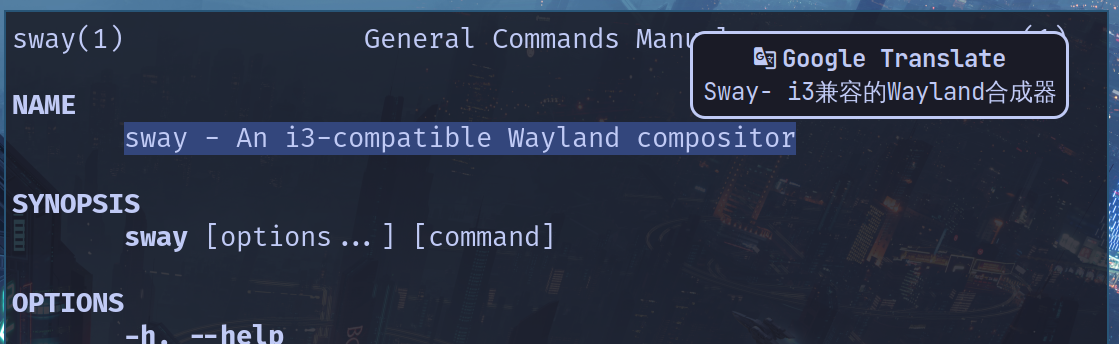 sway(1) General Commands Manu (1)
Google Translate
Sway- i3兼容的Wayland合成器
NAME
sway - An i3-compatible Wayland compositor
SYNOPSIS
sway [options...] [command]
OPTIONS
-h, --help